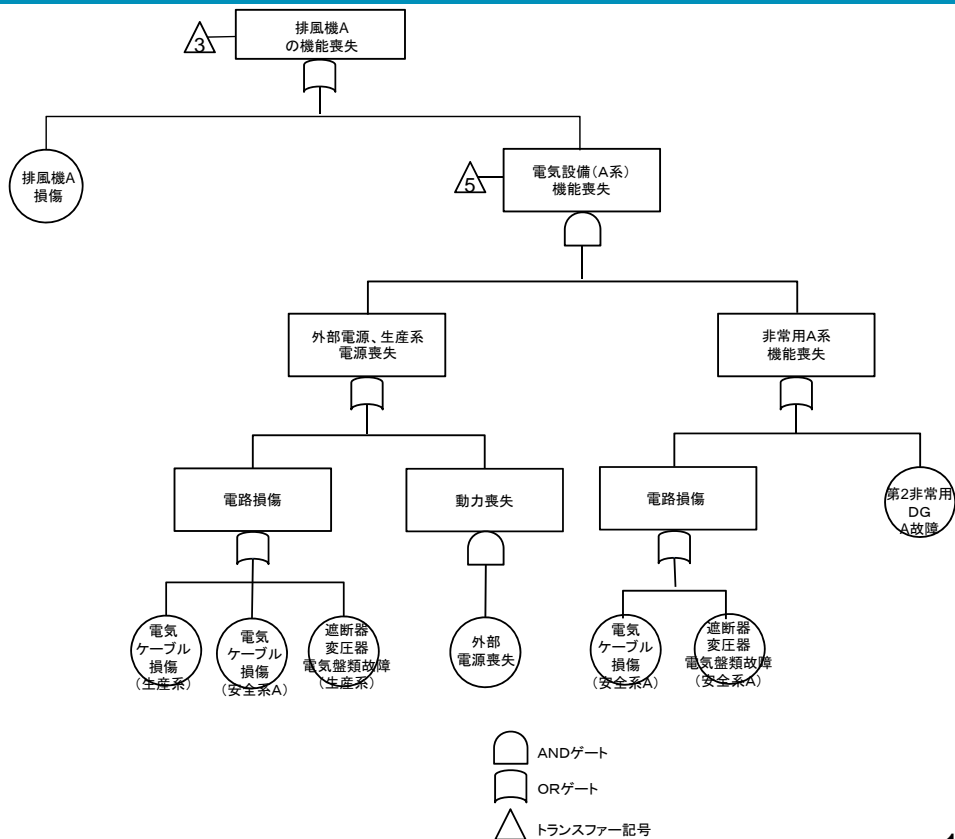 排風機A
の機能喪失
3
排風機A
損傷
電気設備(A系)
機能喪失
5
外部電源、生産系
電源喪失
非常用A系
機能喪失
電路損傷
動力喪失
電路損傷
第2非常用
DG
A故障
電気
ケーブル
損傷
(生産系)
電気
ケーブル
損傷
(安全系A)
遮断器
変圧器
電気盤類故障
(生産系)
外部
電源喪失
電気
ケーブル
損傷
(安全系A)
遮断器
変圧器
電気盤類故障
(安全系A)
ANDゲート
ORゲート
トランスファー記号